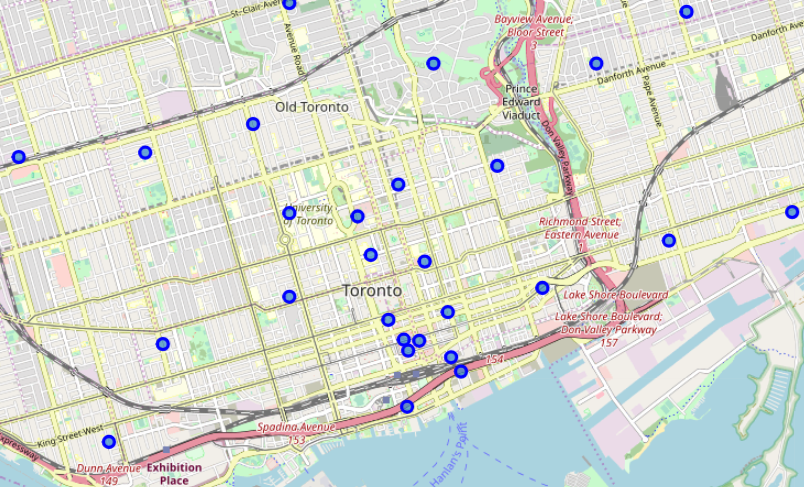 St. Clair Avenue
Avenue Road
Bayview Avenue;
Bloor Street
3
Danforth Avenue
Danforth Avenue
Pape Avenue
Old Toronto
Prince
Edward
Viaduct
Don Valley Parkway
University
of Toronto
Richmond Street;
Eastern Avenue
Toronto
Lake Shore Boulevard
Lake Shore Boulevard;
Don Valley Parkway
157
154
King Street West
Spadina Avenue
153
Dunn Avenue
149
Exhibition
Place